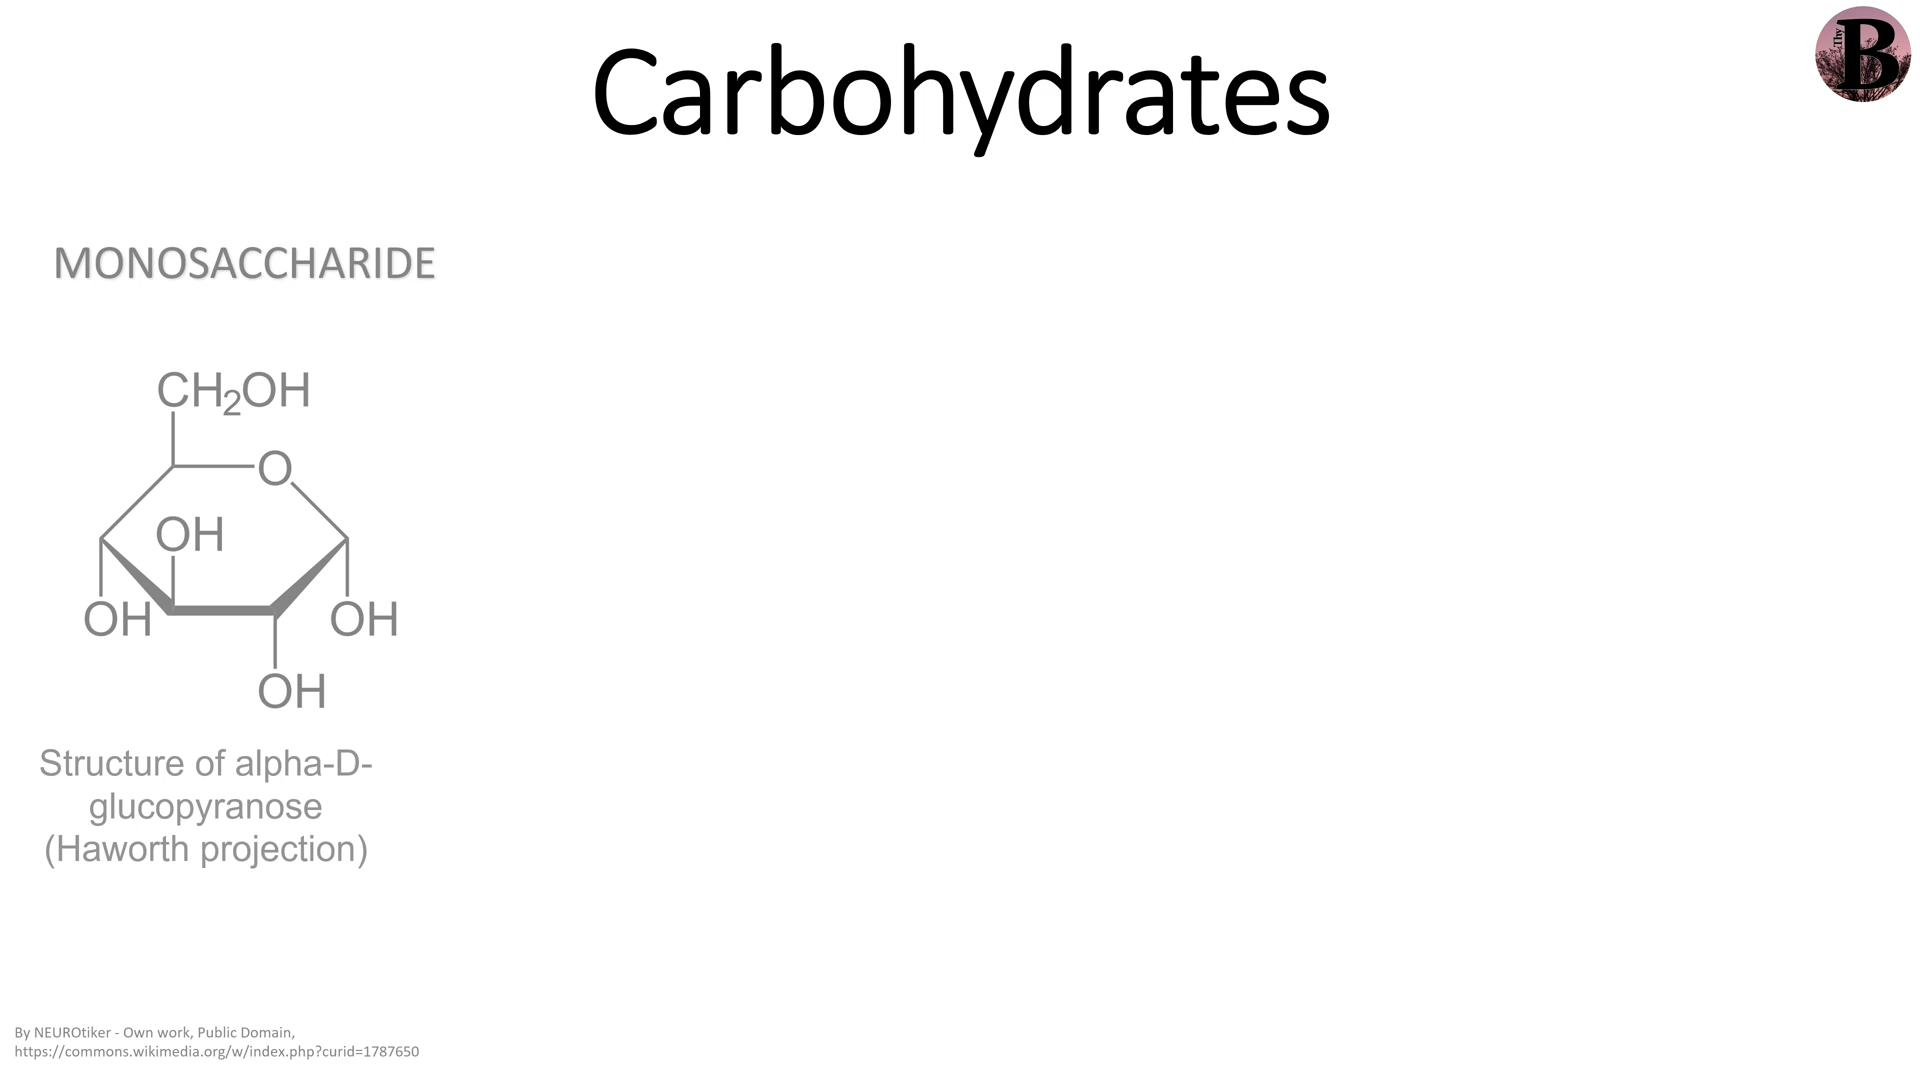 Carbohydrates
Thy
B
MONOSACCHARIDE
CH₂OH
O
OH
OH
OH
OH
Structure of alpha-D-
glucopyranose
(Haworth projection)
By NEUROtiker - Own work, Public Domain,
https://commons.wikimedia.org/w/index.php?curid=1787650